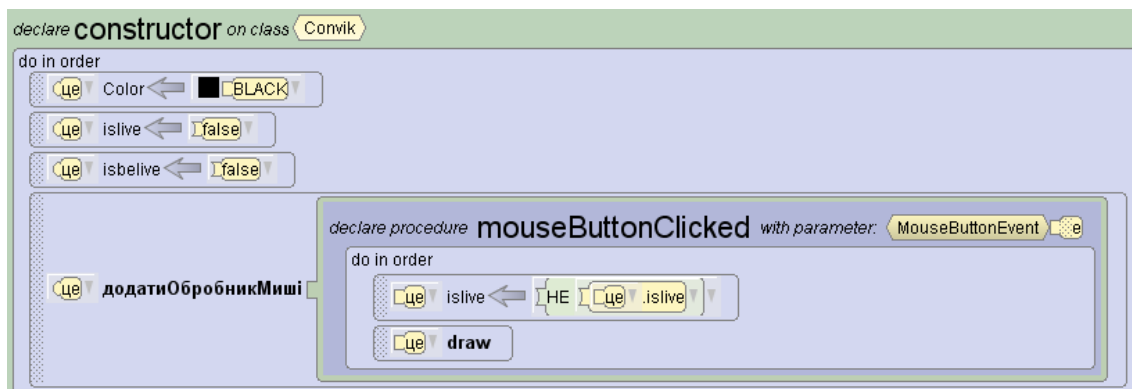 declare constructor on class Convik
do in order
це Color BLACK
це islive false
це isbelive false
declare procedure mouseButtonClicked with parameter: MouseButtonEvent e
do in order
це додатиОбробникМиші
це islive НЕ це .islive
це draw